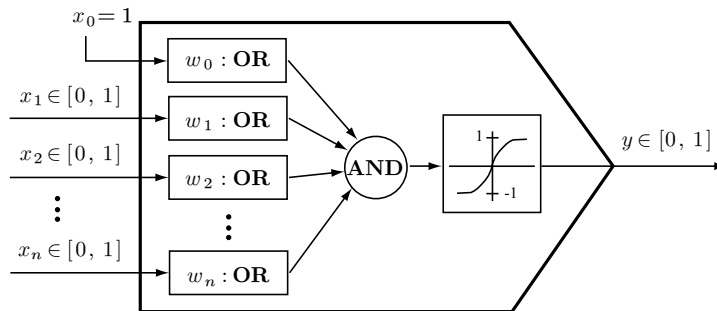 x₀ = 1
w₀ : OR
x₁ ∈ [0, 1]
w₁ : OR
x₂ ∈ [0, 1]
w₂ : OR
⋮
⋮
xₙ ∈ [0, 1]
wₙ : OR
AND
1
-1
y ∈ [0, 1]